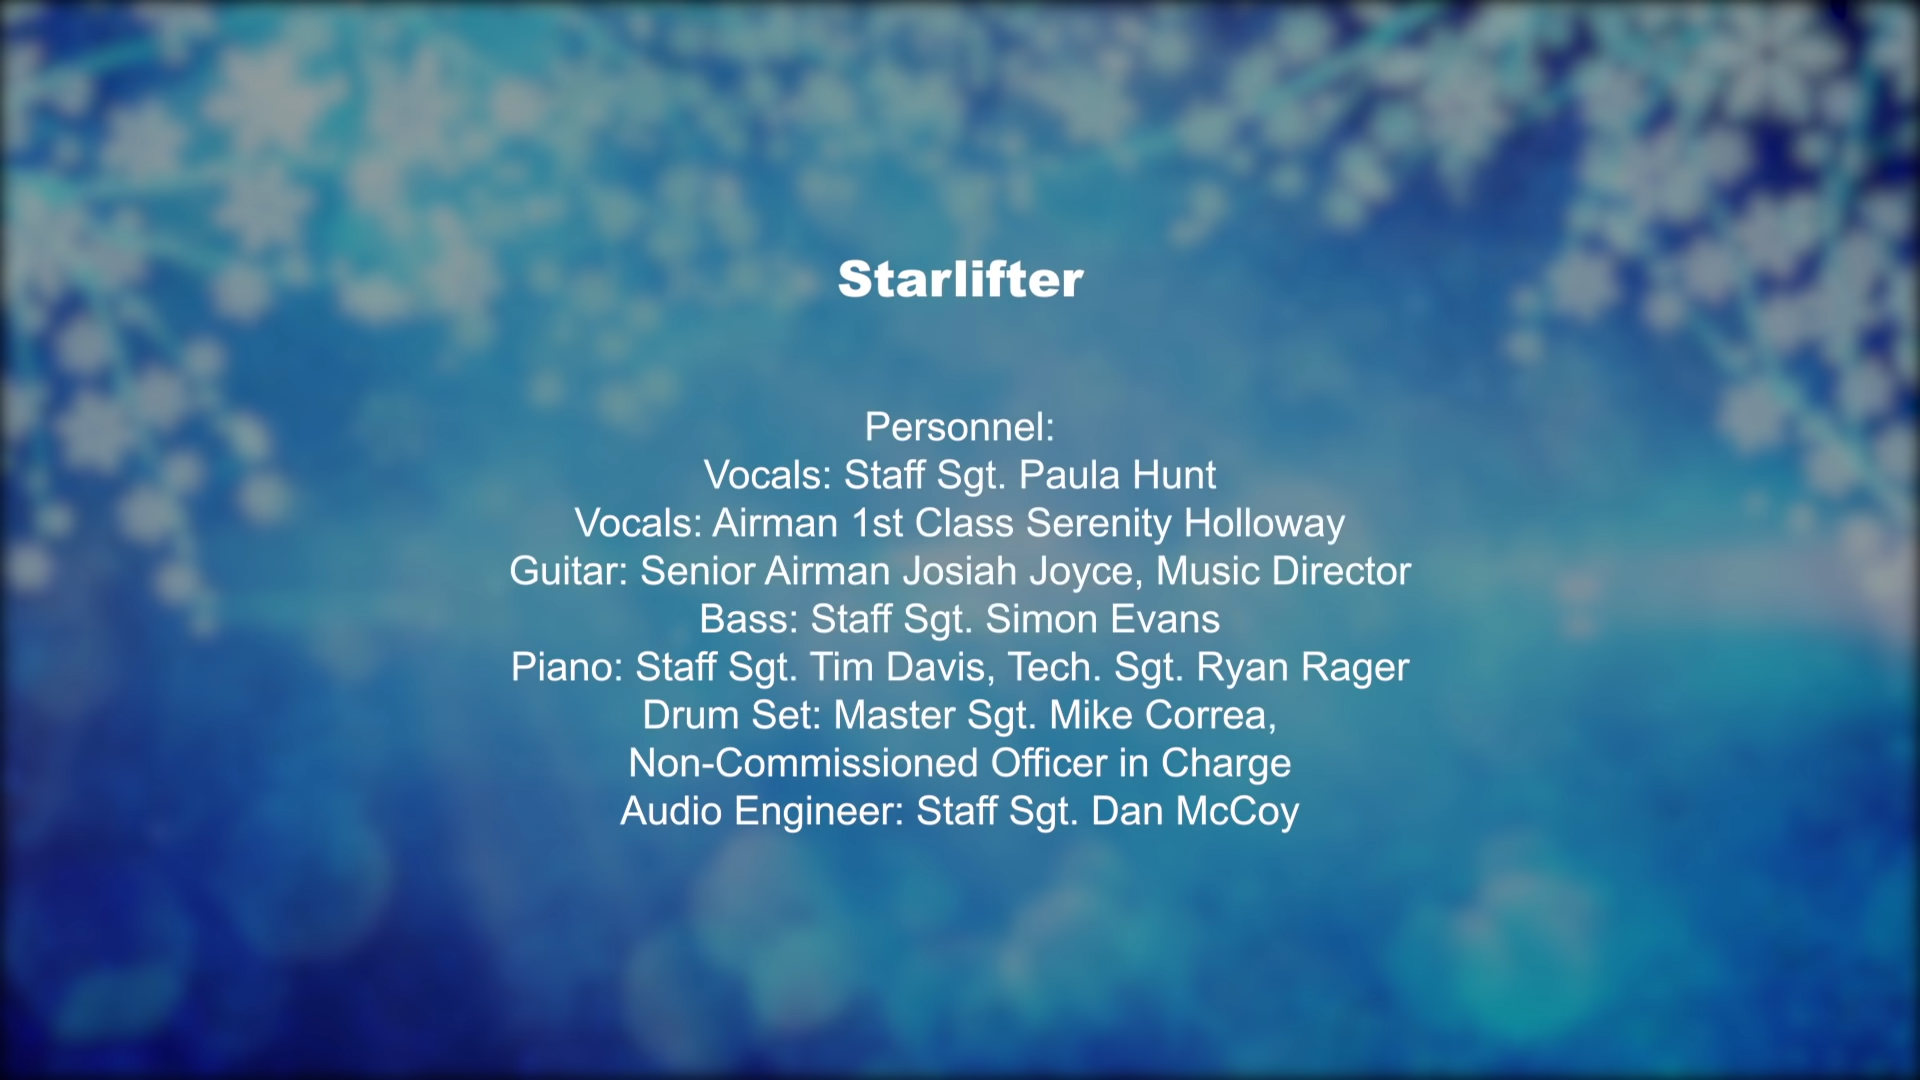 Starlifter
Personnel:
Vocals: Staff Sgt. Paula Hunt
Vocals: Airman 1st Class Serenity Holloway
Guitar: Senior Airman Josiah Joyce, Music Director
Bass: Staff Sgt. Simon Evans
Piano: Staff Sgt. Tim Davis, Tech. Sgt. Ryan Rager
Drum Set: Master Sgt. Mike Correa,
Non-Commissioned Officer in Charge
Audio Engineer: Staff Sgt. Dan McCoy